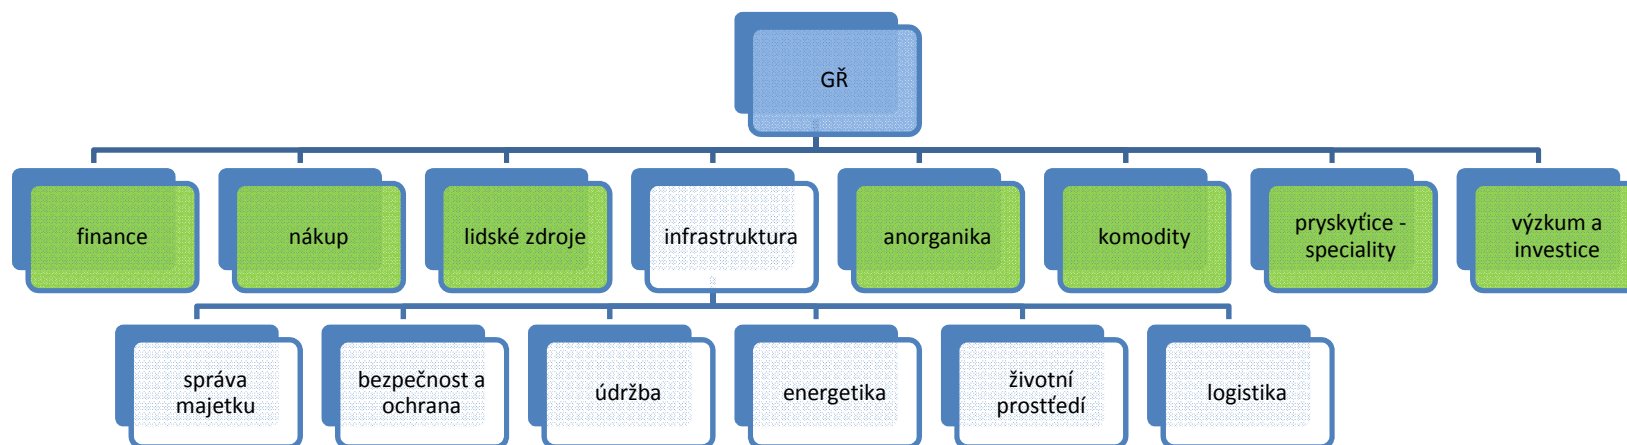 GŘ
finance
nákup
lidské zdroje
infrastruktura
anorganika
komodity
pryskyťice -
speciality
výzkum a
investice
správa
majetku
bezpečnost a
ochrana
údržba
energetika
životní
prostťedí
logistika